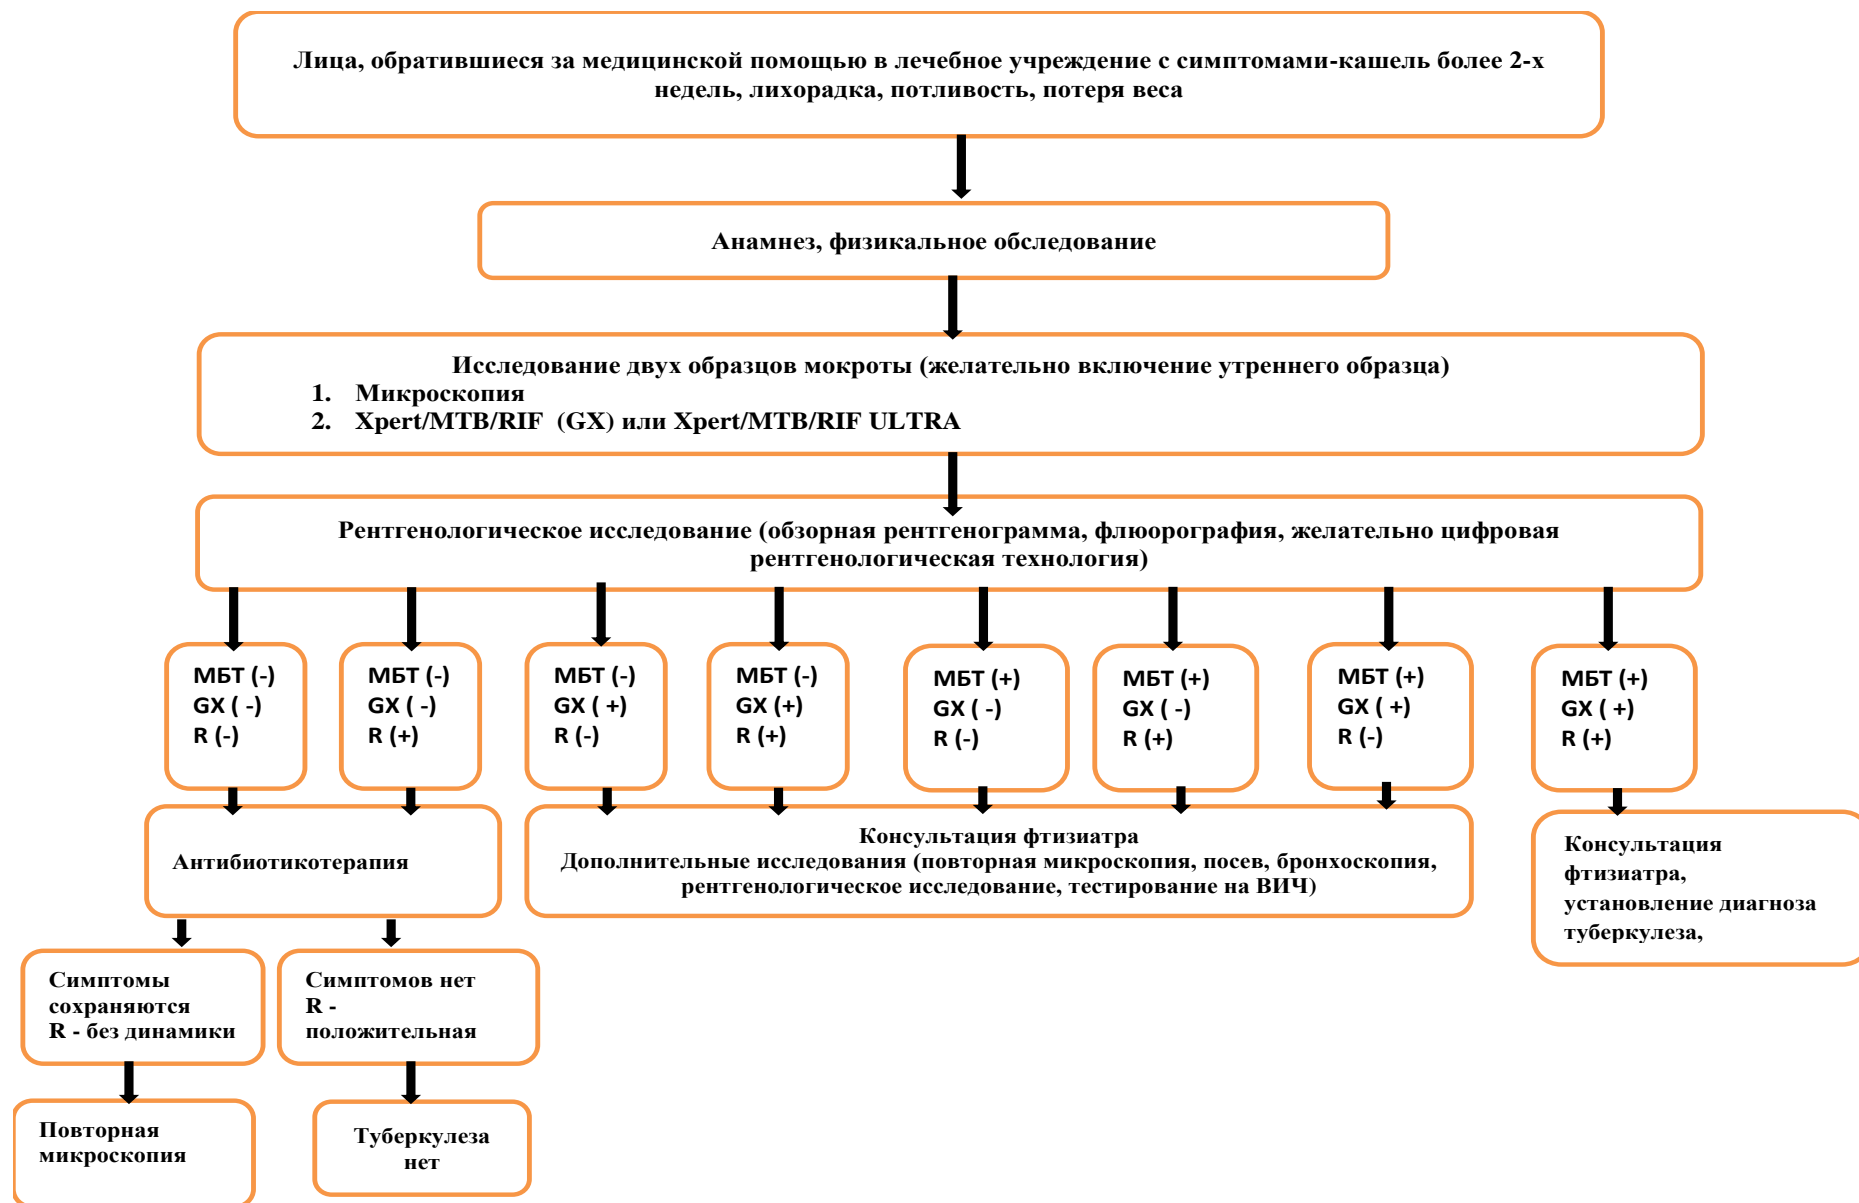 Лица, обратившиеся за медицинской помощью в лечебное учреждение с симптомами-кашель более 2-х
недель, лихорадка, потливость, потеря веса
Анамнез, физикальное обследование
Исследование двух образцов мокроты (желательно включение утреннего образца)
1. Микроскопия
2. Xpert/MTB/RIF (GX) или Xpert/MTB/RIF ULTRA
Рентгенологическое исследование (обзорная рентгенограмма, флюорография, желательно цифровая
рентгенологическая технология)
МБТ (-)
GX ( -)
R (-)
МБТ (-)
GX ( -)
R (+)
МБТ (-)
GX ( +)
R (-)
МБТ (-)
GX (+)
R (+)
МБТ (+)
GX ( -)
R (-)
МБТ (+)
GX ( -)
R (+)
МБТ (+)
GX ( +)
R (-)
МБТ (+)
GX ( +)
R (+)
Антибиотикотерапия
Консультация фтизиатра
Дополнительные исследования (повторная микроскопия, посев, бронхоскопия,
рентгенологическое исследование, тестирование на ВИЧ)
Консультация
фтизиатра,
установление диагноза
туберкулеза,
Симптомы
сохраняются
R - без динамики
Симптомов нет
R -
положительная
Повторная
микроскопия
Туберкулеза
нет